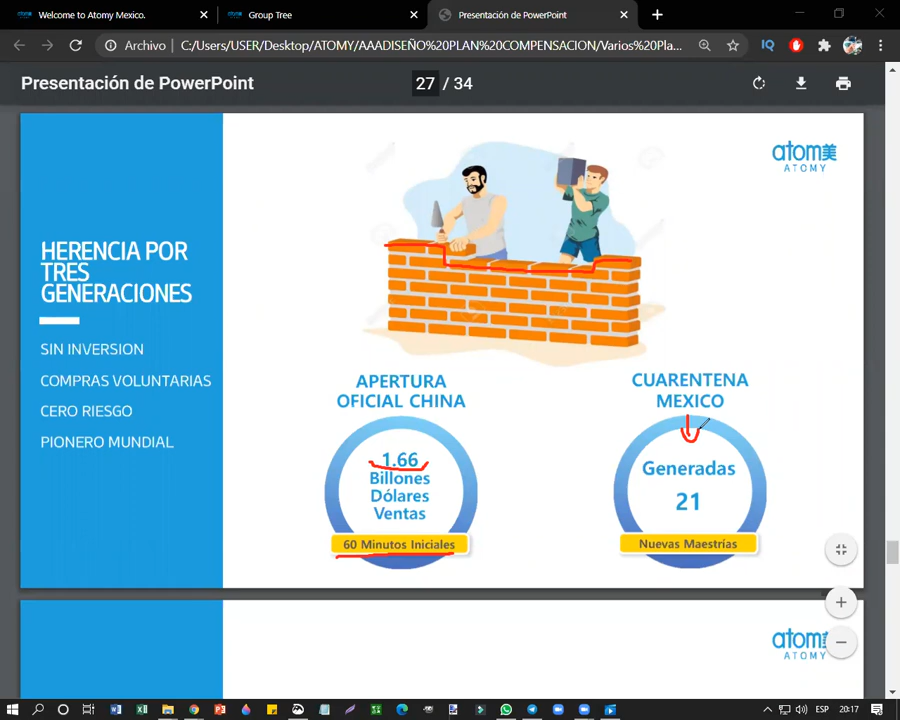 Welcome to Atomy Mexico.
Group Tree
Presentación de PowerPoint
Archivo
C:/Users/USER/Desktop/ATOMY/AAADISEÑO%20PLAN%20COMPENSACION/Varios%20Pla...
IQ
Presentación de PowerPoint
27 / 34
atom美
ATOMY
HERENCIA POR
TRES
GENERACIONES
SIN INVERSION
COMPRAS VOLUNTARIAS
CERO RIESGO
PIONERO MUNDIAL
APERTURA
OFICIAL CHINA
1.66
Billones
Dólares
Ventas
60 Minutos Iniciales
CUARENTENA
MEXICO
Generadas
21
Nuevas Maestrías
atom美
ATOMY
ESP
20:17